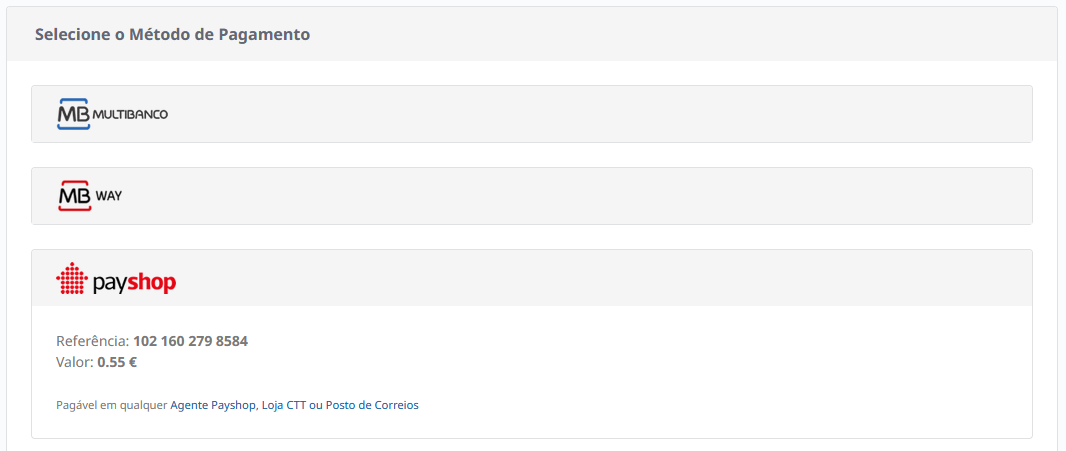 Selecione o Método de Pagamento
MB MULTIBANCO
MB WAY
payshop
Referência: 102 160 279 8584
Valor: 0.55 €
Pagável em qualquer Agente Payshop, Loja CTT ou Posto de Correios